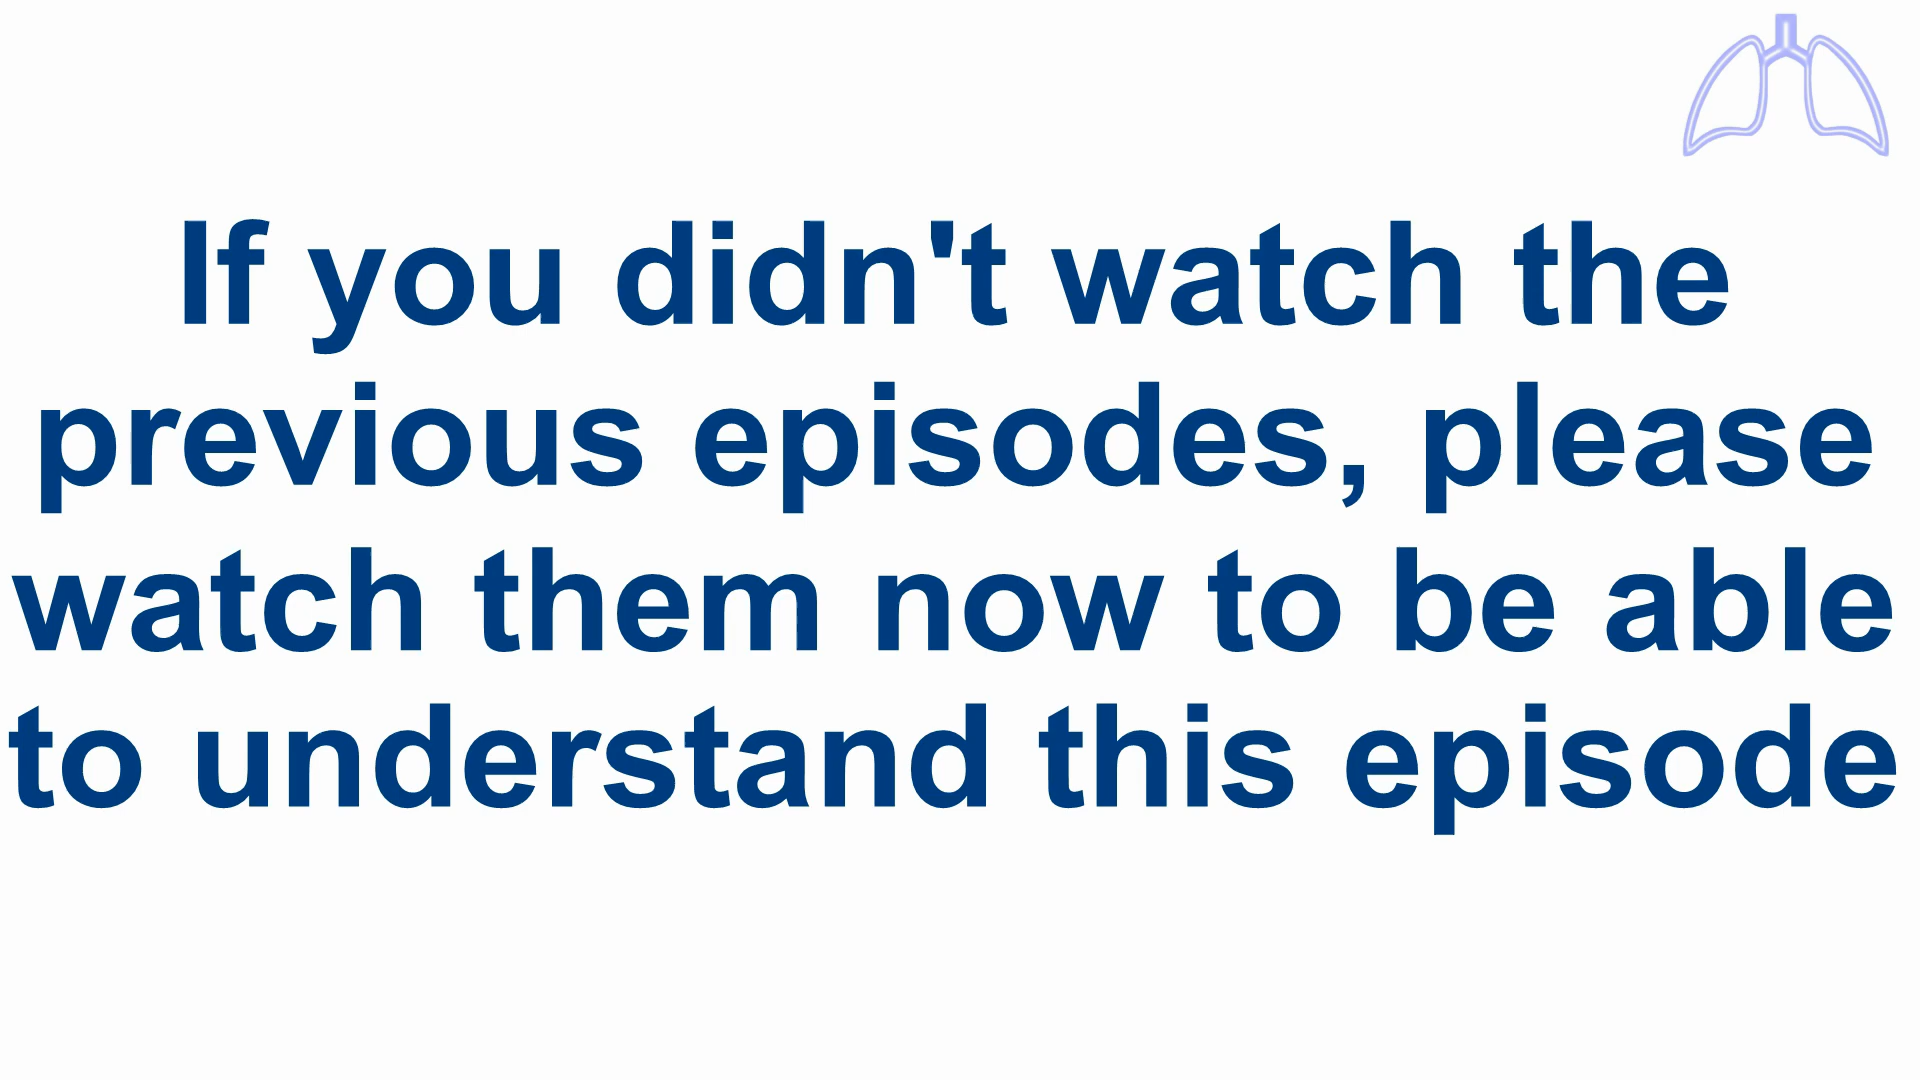 If you didn't watch the
previous episodes, please
watch them now to be able
to understand this episode